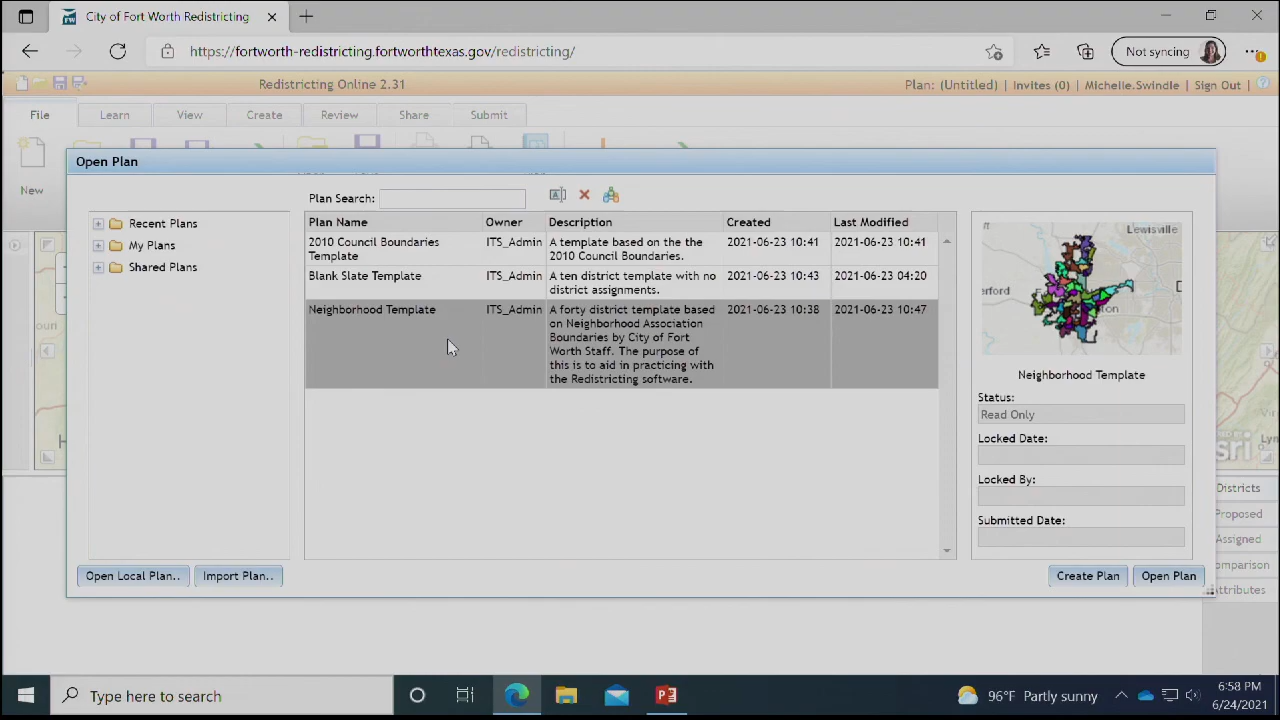 City of Fort Worth Redistricting
https://fortworth-redistricting.fortworthtexas.gov/redistricting/
Not syncing
Redistricting Online 2.31
Plan: (Untitled) | Invites (0) | Michelle.Swindle | Sign Out
File Learn View Create Review Share Submit
New
Open Plan
Plan Search:
Recent Plans
My Plans
Shared Plans
Plan Name Owner Description Created Last Modified
2010 Council Boundaries ITS_Admin A template based on the the 2021-06-23 10:41 2021-06-23 10:41
Template 2010 Council Boundaries.
Blank Slate Template ITS_Admin A ten district template with no 2021-06-23 10:43 2021-06-23 04:20
district assignments.
Neighborhood Template ITS_Admin A forty district template based 2021-06-23 10:38 2021-06-23 10:47
on Neighborhood Association
Boundaries by City of Fort
Worth Staff. The purpose of
this is to aid in practicing with
the Redistricting software.
Lewisville
Neighborhood Template
Status:
Read Only
Locked Date:
Locked By:
Submitted Date:
Open Local Plan.. Import Plan.. Create Plan Open Plan
Districts
Proposed
Assigned
omparison
ttributes
Type here to search
96°F Partly sunny
6:58 PM
6/24/2021